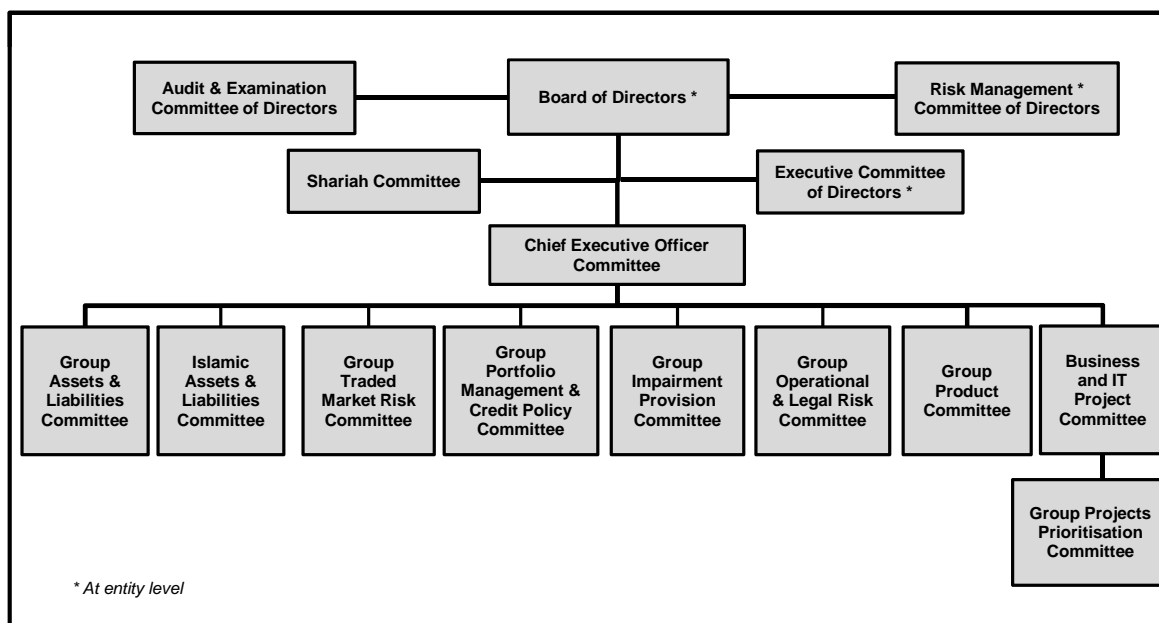 Audit & Examination
Committee of Directors
Board of Directors *
Risk Management *
Committee of Directors
Shariah Committee
Executive Committee
of Directors *
Chief Executive Officer
Committee
Group
Assets &
Liabilities
Committee
Islamic
Assets &
Liabilities
Committee
Group
Traded
Market Risk
Committee
Group
Portfolio
Management &
Credit Policy
Committee
Group
Impairment
Provision
Committee
Group
Operational
& Legal Risk
Committee
Group
Product
Committee
Business
and IT
Project
Committee
Group Projects
Prioritisation
Committee
* At entity level